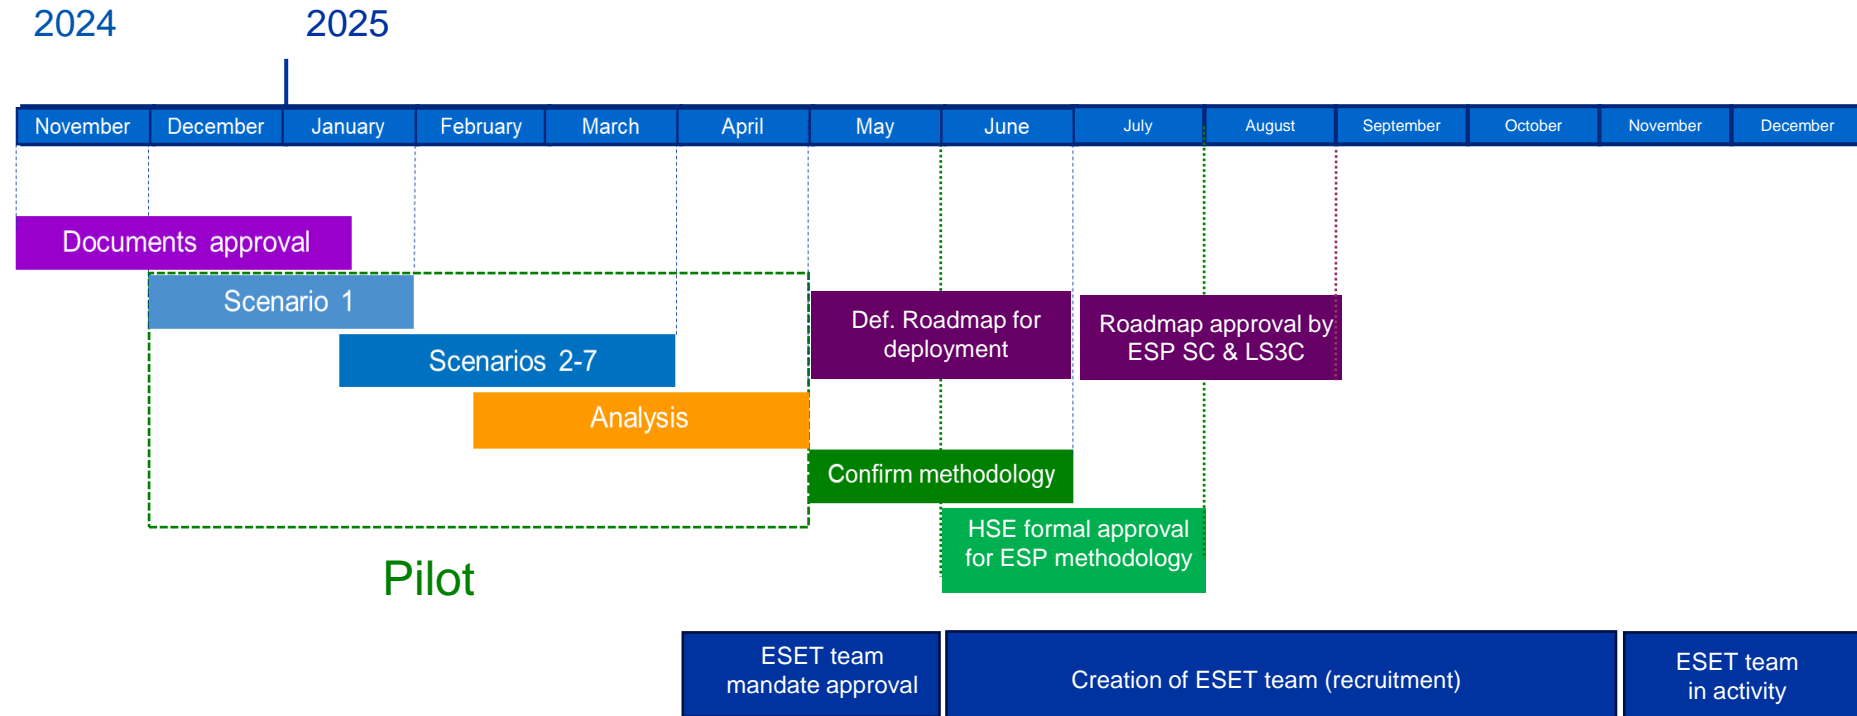 2024
2025
November December January February March April May June July August September October November December
Documents approval
Scenario 1
Scenarios 2-7
Analysis
Def. Roadmap for
deployment
Roadmap approval by
ESP SC & LS3C
Confirm methodology
HSE formal approval
for ESP methodology
Pilot
ESET team
mandate approval
Creation of ESET team (recruitment)
ESET team
in activity